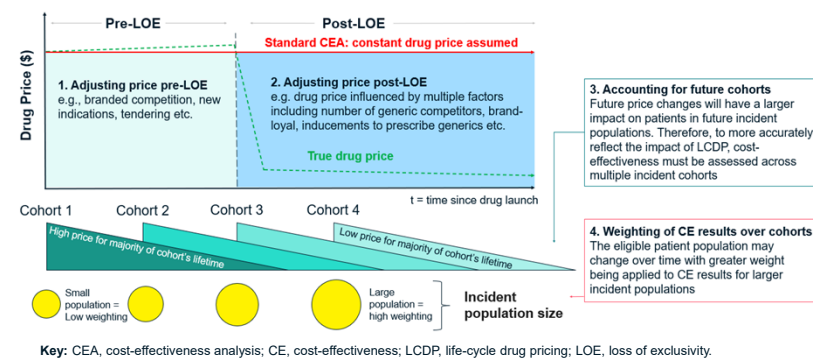 Pre-LOE
Post-LOE
Standard CEA: constant drug price assumed
Drug Price ($)
1. Adjusting price pre-LOE
e.g., branded competition, new
indications, tendering etc.
2. Adjusting price post-LOE
e.g. drug price influenced by multiple factors
including number of generic competitors, brand-
loyal, inducements to prescribe generics etc.
True drug price
t = time since drug launch
3. Accounting for future cohorts
Future price changes will have a larger
impact on patients in future incident
populations. Therefore, to more accurately
reflect the impact of LCDP, cost-
effectiveness must be assessed across
multiple incident cohorts
Cohort 1
Cohort 2
Cohort 3
Cohort 4
High price for majority of cohort's lifetime
Low price for majority of cohort's lifetime
4. Weighting of CE results over cohorts
The eligible patient population may
change over time with greater weight
being applied to CE results for larger
incident populations
Small
population =
Low weighting
Large
population =
high weighting
Incident
population size
Key: CEA, cost-effectiveness analysis; CE, cost-effectiveness; LCDP, life-cycle drug pricing; LOE, loss of exclusivity.